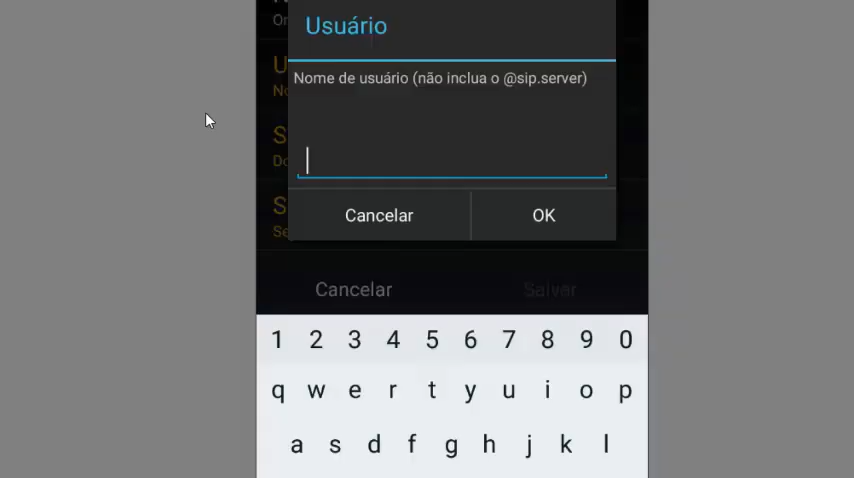 Usuário
Nome de usuário (não inclua o @sip.server)
Cancelar OK
Cancelar Salvar
1 2 3 4 5 6 7 8 9 0
q w e r t y u i o p
a s d f g h j k l